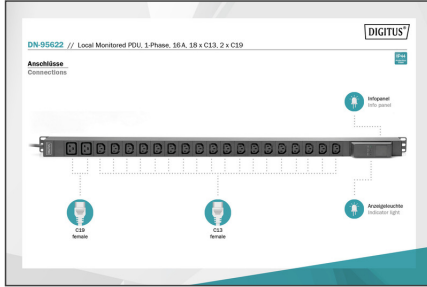 DIGITUS®
DN-95622 // Local Monitored PDU, 1-Phase, 16 A, 18 x C13, 2 x C19
Anschlüsse
Connections
Infopanel
Info panel
C19
female
C13
female
Anzeigeleuchte
Indicator light